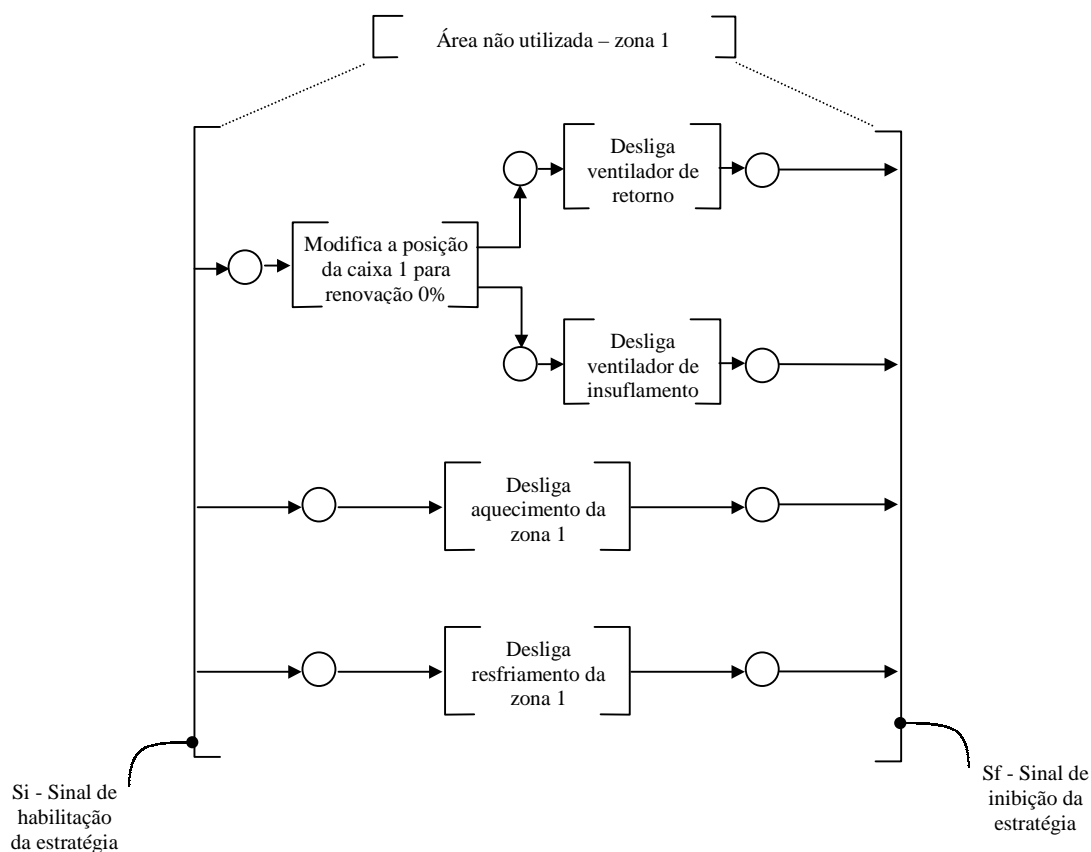 Área não utilizada – zona 1
Desliga
ventilador de
retorno
Modifica a posição
da caixa 1 para
renovação 0%
Desliga
ventilador de
insuflamento
Desliga
aquecimento da
zona 1
Desliga
resfriamento da
zona 1
Si - Sinal de
habilitação
da estratégia
Sf - Sinal de
inibição da
estratégia